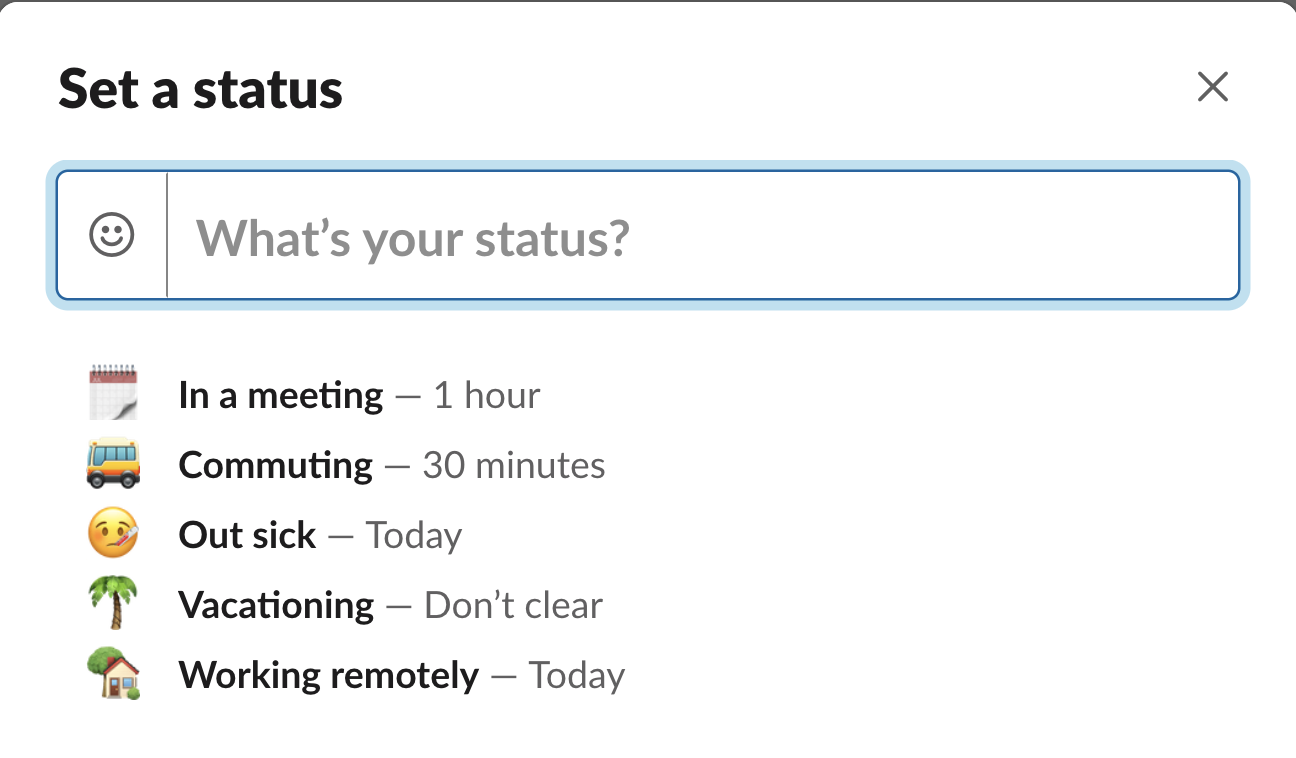 Set a status
What’s your status?
In a meeting — 1 hour
Commuting — 30 minutes
Out sick — Today
Vacationing — Don’t clear
Working remotely — Today